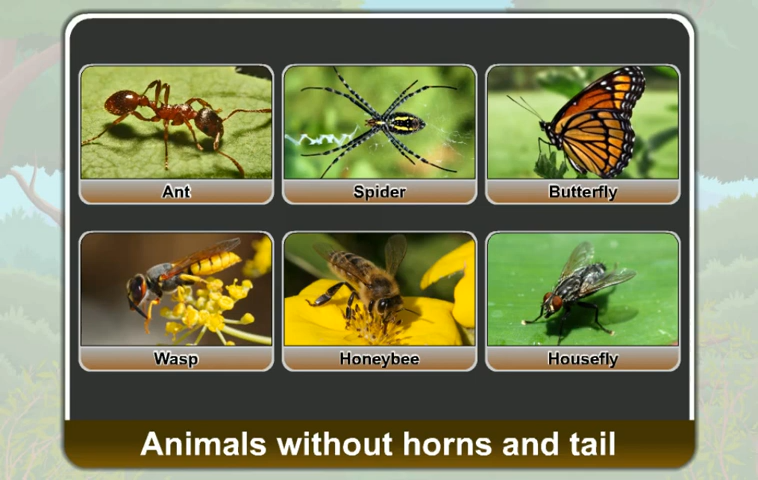 Ant
Spider
Butterfly
Wasp
Honeybee
Housefly
Animals without horns and tail